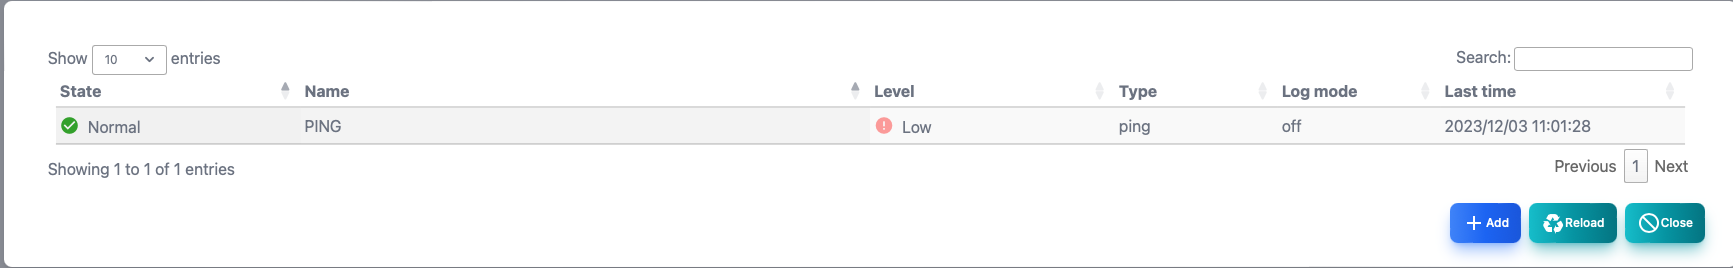 Show 10 entries Search:
State Name Level Type Log mode Last time
Normal PING Low ping off 2023/12/03 11:01:28
Showing 1 to 1 of 1 entries Previous 1 Next
Add Reload Close